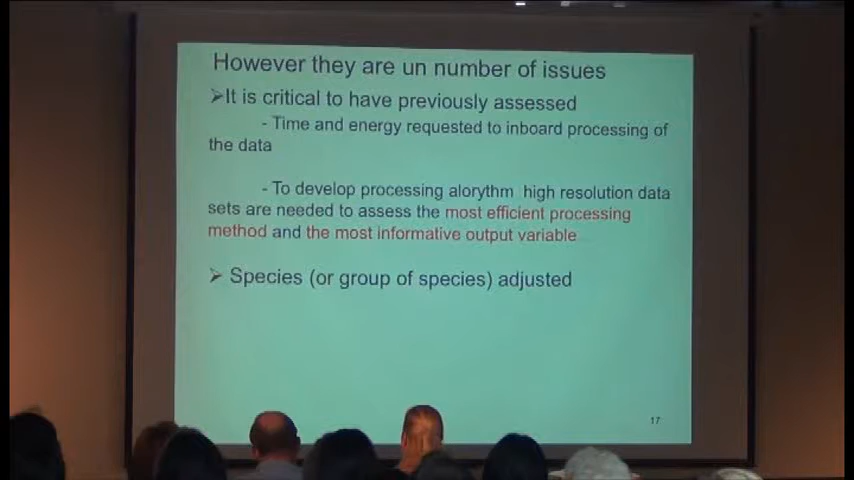 However they are un number of issues
➢It is critical to have previously assessed
- Time and energy requested to inboard processing of
the data
- To develop processing alorythm high resolution data
sets are needed to assess the most efficient processing
method and the most informative output variable
➢ Species (or group of species) adjusted
17